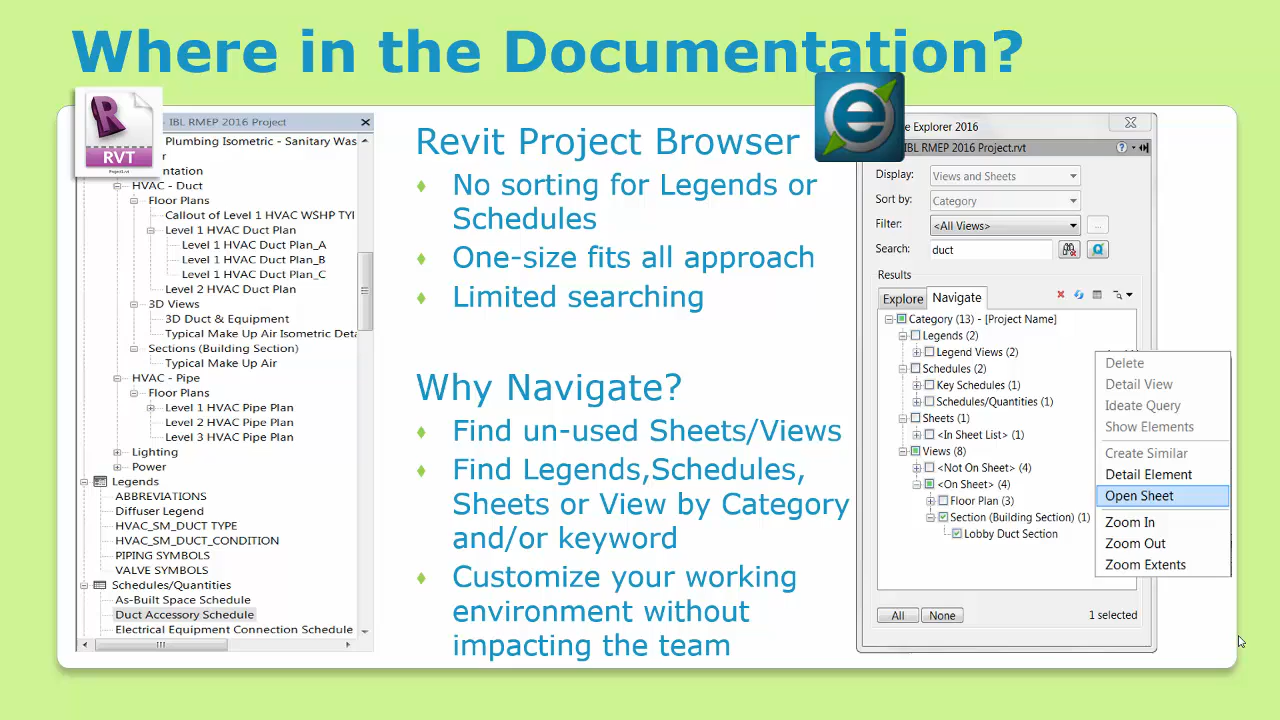 Where in the Documentation?
RVT
Project.rvt
IBL RMEP 2016 Project
Plumbing Isometric - Sanitary Was
HVAC - Duct
Floor Plans
Callout of Level 1 HVAC WSHP TYI
Level 1 HVAC Duct Plan
Level 1 HVAC Duct Plan_A
Level 1 HVAC Duct Plan_B
Level 1 HVAC Duct Plan_C
Level 2 HVAC Duct Plan
3D Views
3D Duct & Equipment
Typical Make Up Air Isometric Deta
Sections (Building Section)
Typical Make Up Air
HVAC - Pipe
Floor Plans
Level 1 HVAC Pipe Plan
Level 2 HVAC Pipe Plan
Level 3 HVAC Pipe Plan
Lighting
Power
Legends
ABBREVIATIONS
Diffuser Legend
HVAC_SM_DUCT TYPE
HVAC_SM_DUCT_CONDITION
PIPING SYMBOLS
VALVE SYMBOLS
Schedules/Quantities
As-Built Space Schedule
Duct Accessory Schedule
Electrical Equipment Connection Schedule
Revit Project Browser
No sorting for Legends or
Schedules
One-size fits all approach
Limited searching
Why Navigate?
Find un-used Sheets/Views
Find Legends,Schedules,
Sheets or View by Category
and/or keyword
Customize your working
environment without
impacting the team
e Explorer 2016
IBL RMEP 2016 Project.rvt
Display: Views and Sheets
Sort by: Category
Filter: <All Views> ...
Search: duct
Results
Explore Navigate
Category (13) - [Project Name]
Legends (2)
Legend Views (2)
Schedules (2)
Key Schedules (1)
Schedules/Quantities (1)
Sheets (1)
<In Sheet List> (1)
Views (8)
<Not On Sheet> (4)
<On Sheet> (4)
Floor Plan (3)
Section (Building Section) (1)
Lobby Duct Section
All None 1 selected
Delete
Detail View
Ideate Query
Show Elements
Create Similar
Detail Element
Open Sheet
Zoom In
Zoom Out
Zoom Extents